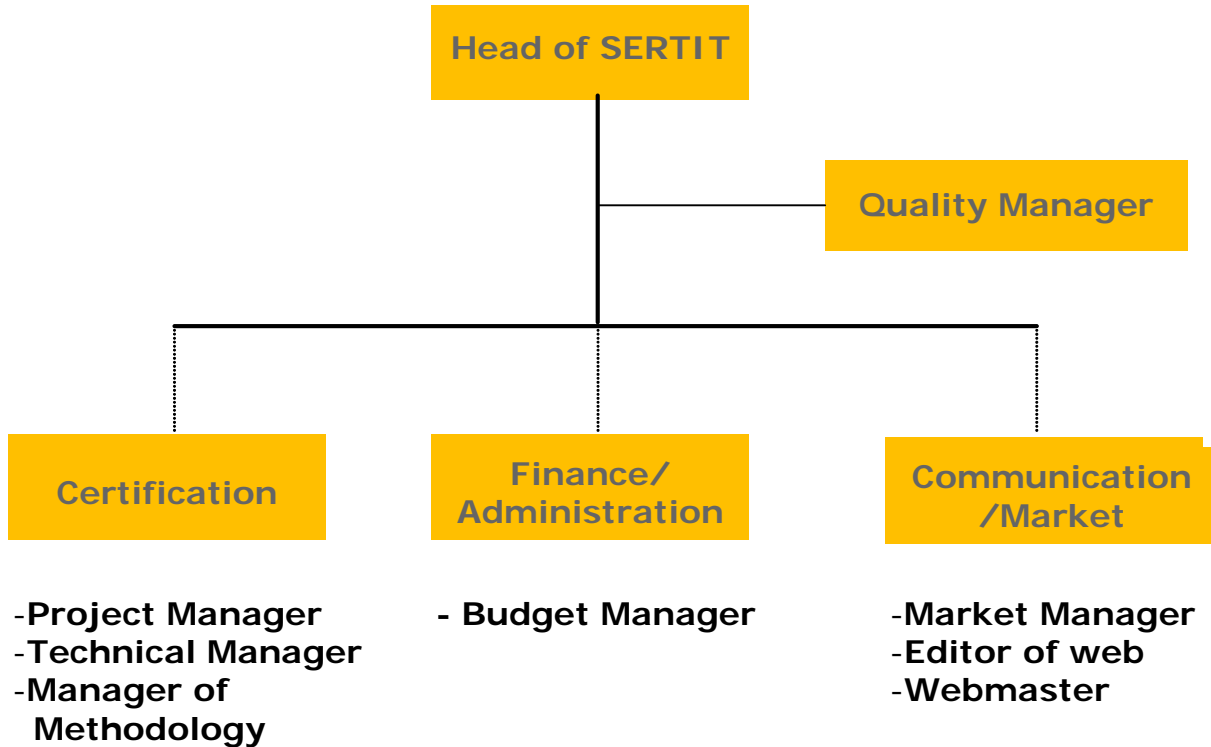 Head of SERTIT
Quality Manager
Certification
Finance/
Administration
Communication
/Market
-Project Manager
-Technical Manager
-Manager of
Methodology
- Budget Manager
-Market Manager
-Editor of web
-Webmaster